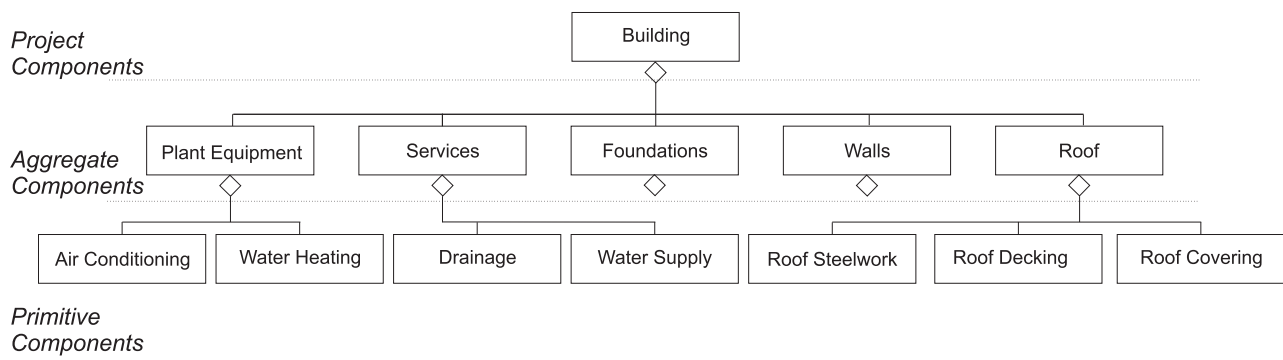 Project
Components
Building
Aggregate
Components
Plant Equipment
Services
Foundations
Walls
Roof
Air Conditioning
Water Heating
Drainage
Water Supply
Roof Steelwork
Roof Decking
Roof Covering
Primitive
Components